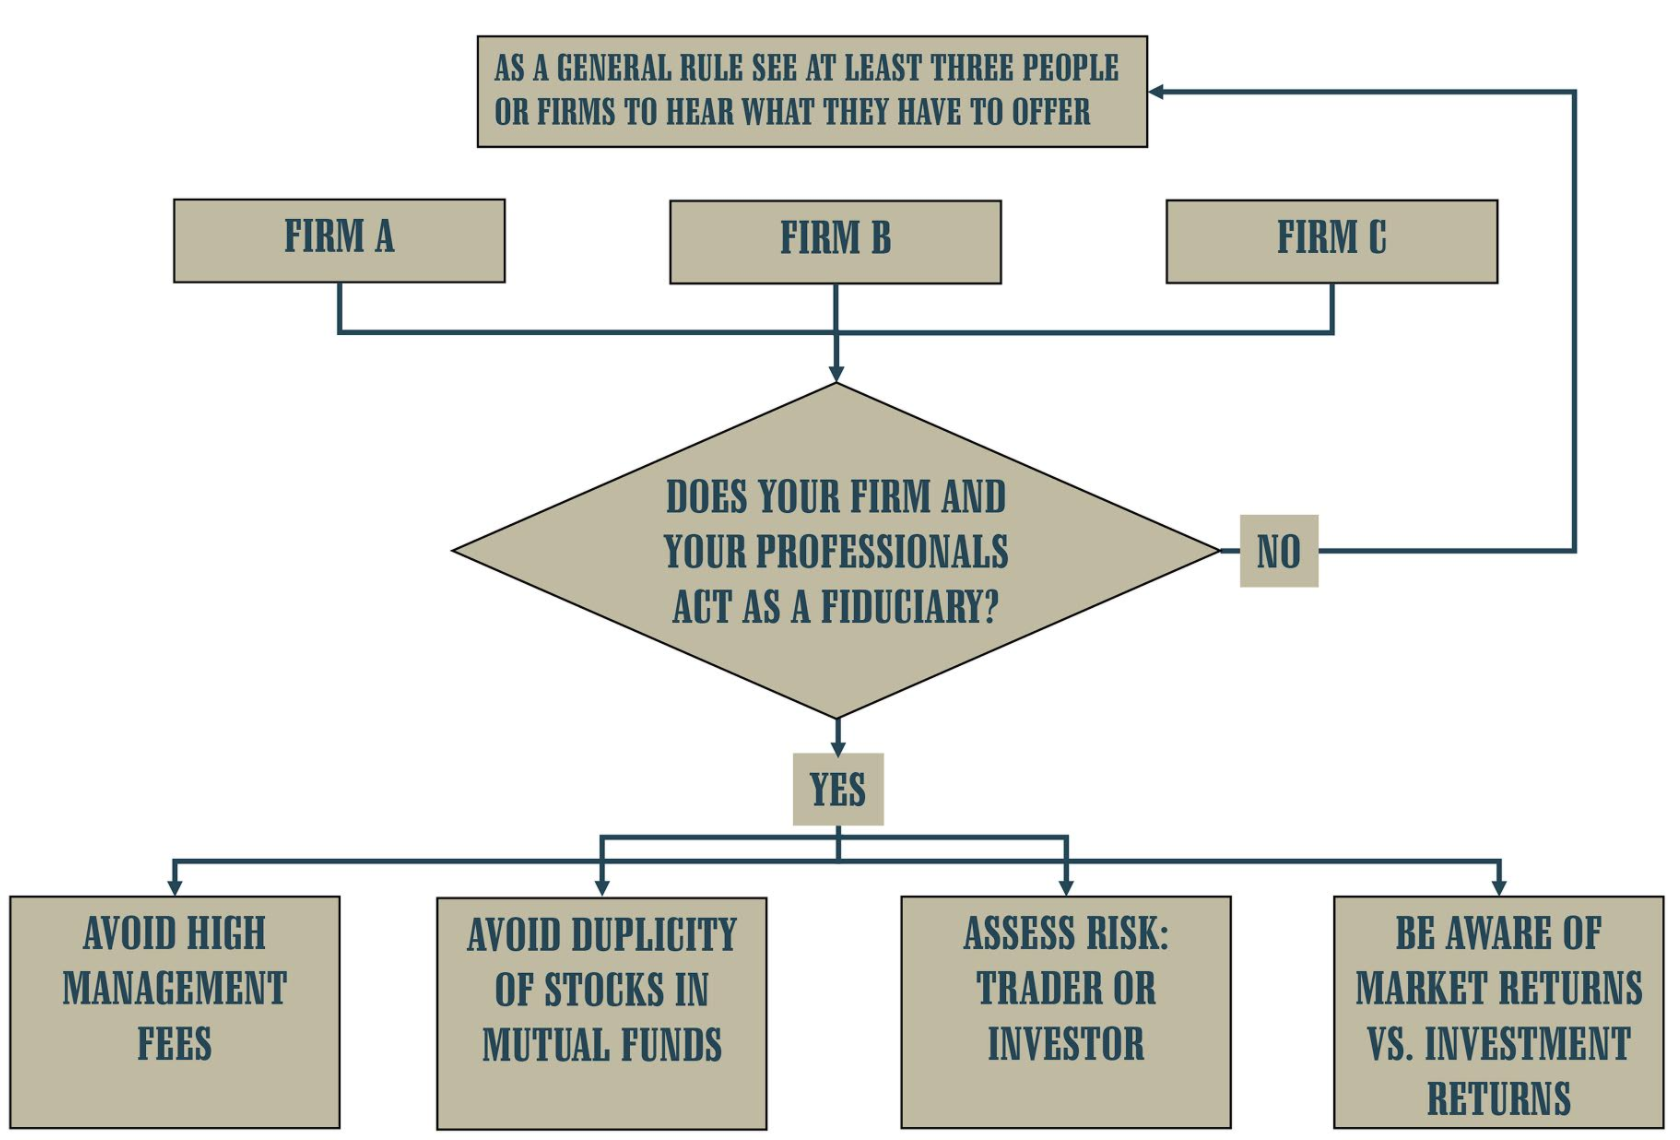 AS A GENERAL RULE SEE AT LEAST THREE PEOPLE
OR FIRMS TO HEAR WHAT THEY HAVE TO OFFER
FIRM A
FIRM B
FIRM C
DOES YOUR FIRM AND
YOUR PROFESSIONALS
ACT AS A FIDUCIARY?
NO
YES
AVOID HIGH
MANAGEMENT
FEES
AVOID DUPLICITY
OF STOCKS IN
MUTUAL FUNDS
ASSESS RISK:
TRADER OR
INVESTOR
BE AWARE OF
MARKET RETURNS
VS. INVESTMENT
RETURNS